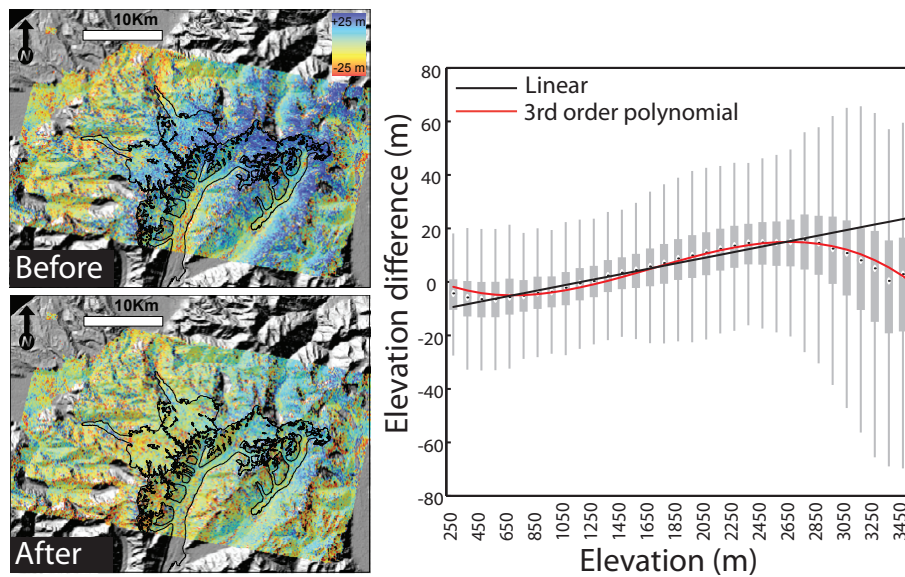 10Km
+25 m
-25 m
N
Before
10Km
N
After
Linear
3rd order polynomial
Elevation difference (m)
80
60
40
20
0
-20
-40
-60
-80
250
450
650
850
1050
1250
1450
1650
1850
2050
2250
2450
2650
2850
3050
3250
3450
Elevation (m)